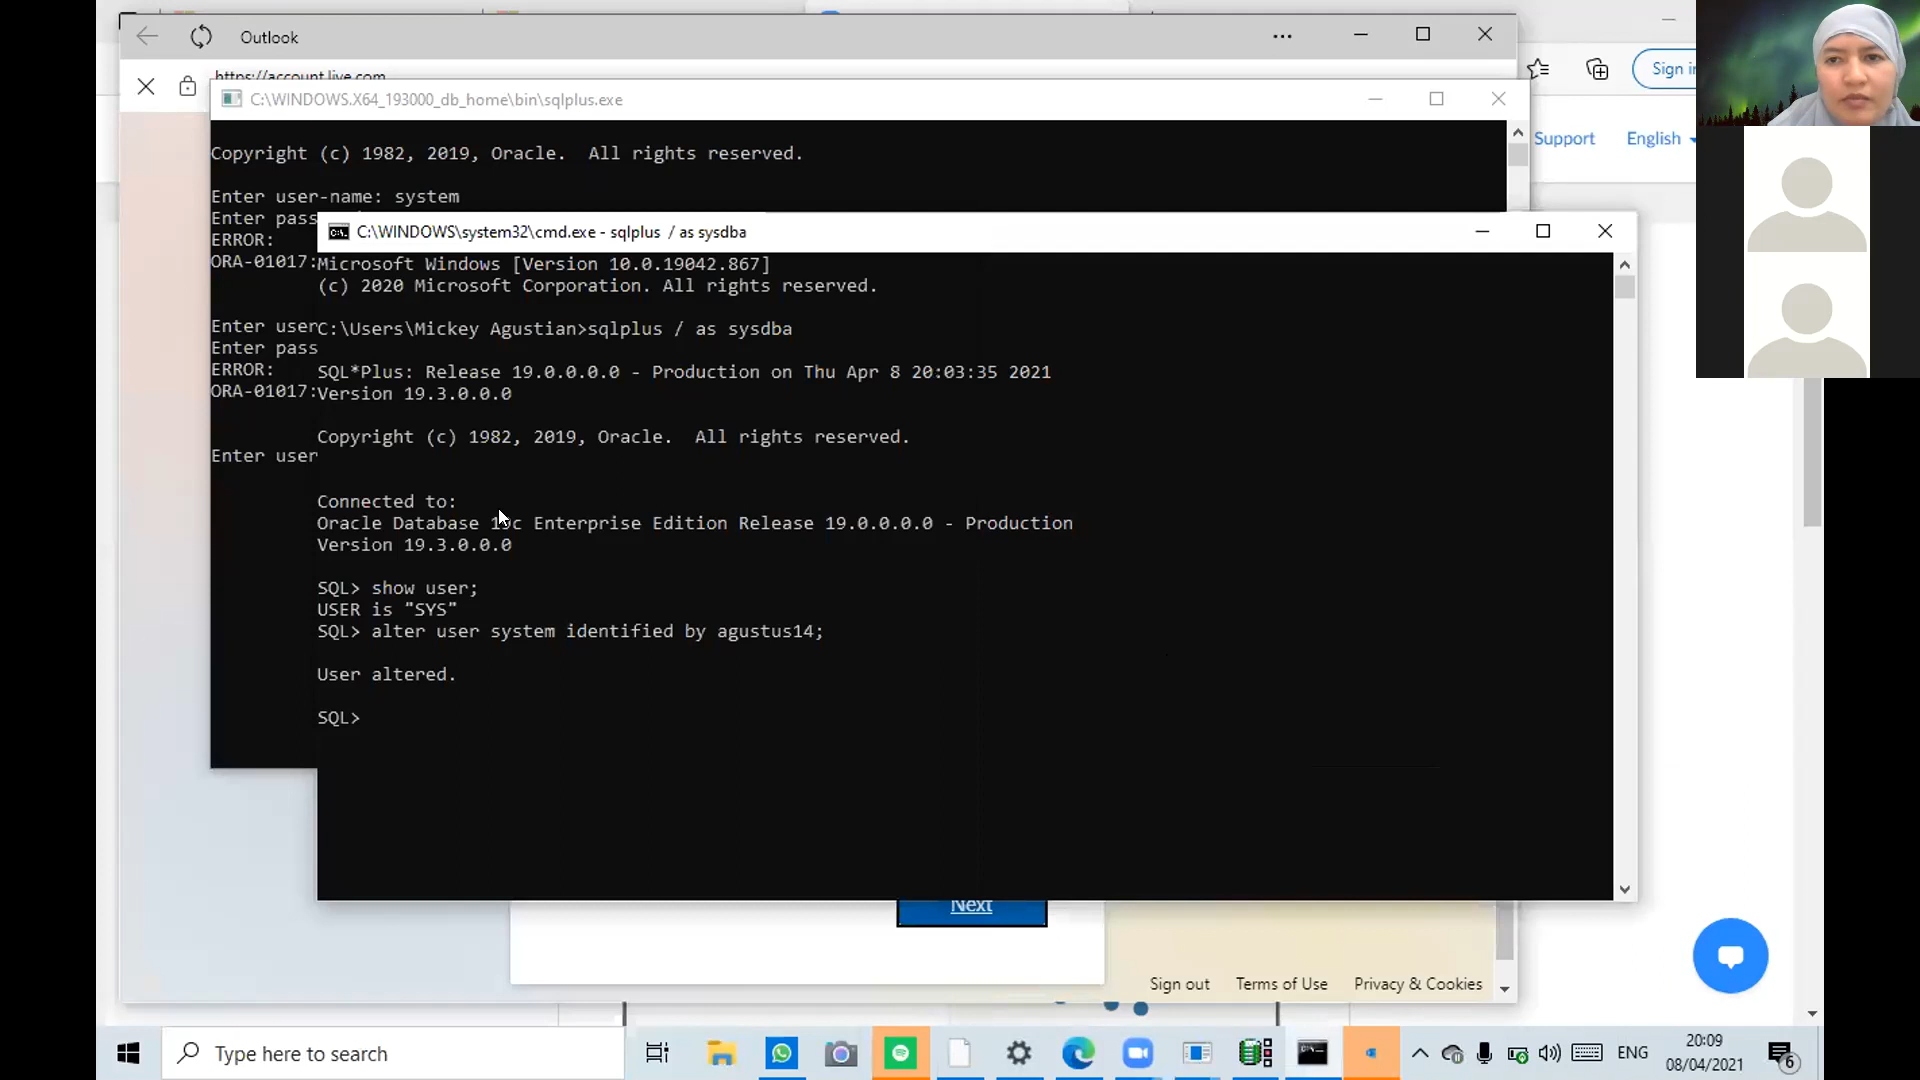 Outlook
https://account.live.com
Sign in
C:\WINDOWS.X64_193000_db_home\bin\sqlplus.exe
Support
English
Copyright (c) 1982, 2019, Oracle.  All rights reserved.
Enter user-name: system
Enter pass
ERROR:
ORA-01017:
Enter user
Enter pass
ERROR:
ORA-01017:
Enter user
C:\WINDOWS\system32\cmd.exe - sqlplus  / as sysdba
Microsoft Windows [Version 10.0.19042.867]
(c) 2020 Microsoft Corporation. All rights reserved.
C:\Users\Mickey Agustian>sqlplus / as sysdba
SQL*Plus: Release 19.0.0.0.0 - Production on Thu Apr 8 20:03:35 2021
Version 19.3.0.0.0
Copyright (c) 1982, 2019, Oracle.  All rights reserved.
Connected to:
Oracle Database 19c Enterprise Edition Release 19.0.0.0.0 - Production
Version 19.3.0.0.0
SQL> show user;
USER is "SYS"
SQL> alter user system identified by agustus14;
User altered.
SQL>
Next
Sign out
Terms of Use
Privacy & Cookies
Type here to search
ENG
20:09
08/04/2021
6